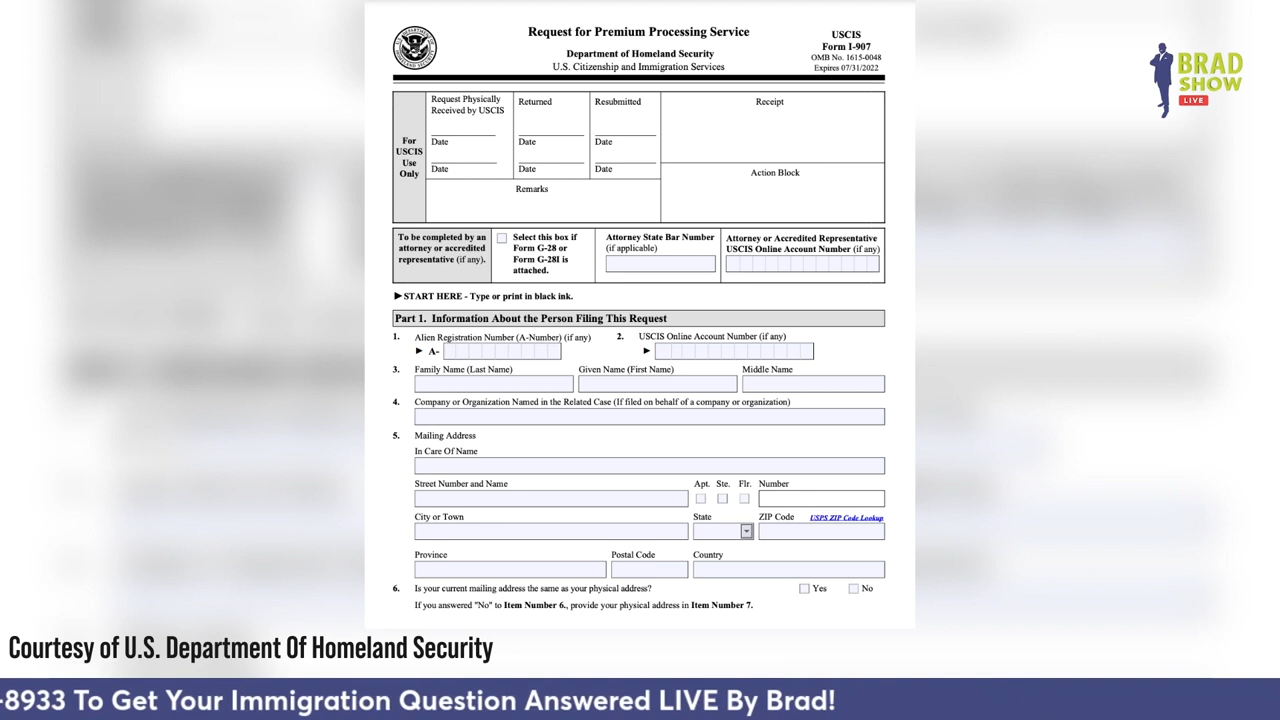 Request for Premium Processing Service
Department of Homeland Security
U.S. Citizenship and Immigration Services
USCIS
Form I-907
OMB No. 1615-0048
Expires 07/31/2022
BRAD
SHOW
LIVE
For
USCIS
Use
Only
Request Physically
Received by USCIS
Date
Date
Returned
Date
Date
Resubmitted
Date
Date
Receipt
Remarks
Action Block
To be completed by an
attorney or accredited
representative (if any).
Select this box if
Form G-28 or
Form G-28I is
attached.
Attorney State Bar Number
(if applicable)
Attorney or Accredited Representative
USCIS Online Account Number (if any)
►START HERE - Type or print in black ink.
Part 1. Information About the Person Filing This Request
1. Alien Registration Number (A-Number) (if any)
► A-
2. USCIS Online Account Number (if any)
►
3. Family Name (Last Name) Given Name (First Name) Middle Name
4. Company or Organization Named in the Related Case (If filed on behalf of a company or organization)
5. Mailing Address
In Care Of Name
Street Number and Name Apt. Ste. Flr. Number
City or Town State ZIP Code USPS ZIP Code Lookup
Province Postal Code Country
6. Is your current mailing address the same as your physical address? Yes No
If you answered "No" to Item Number 6., provide your physical address in Item Number 7.
Courtesy of U.S. Department Of Homeland Security
-8933 To Get Your Immigration Question Answered LIVE By Brad!